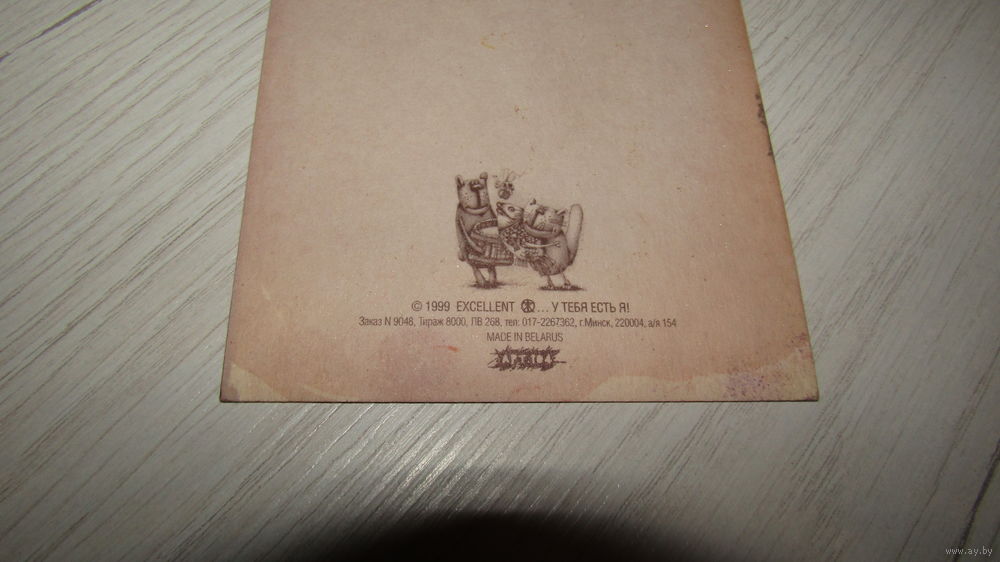 © 1999 EXCELLENT ... У ТЕБЯ ЕСТЬ Я!
Заказ N 9048, Тираж 8000, ЛВ 268, тел: 017-2267362, г.Минск, 220004, а/я 154
MADE IN BELARUS
www.ay.by